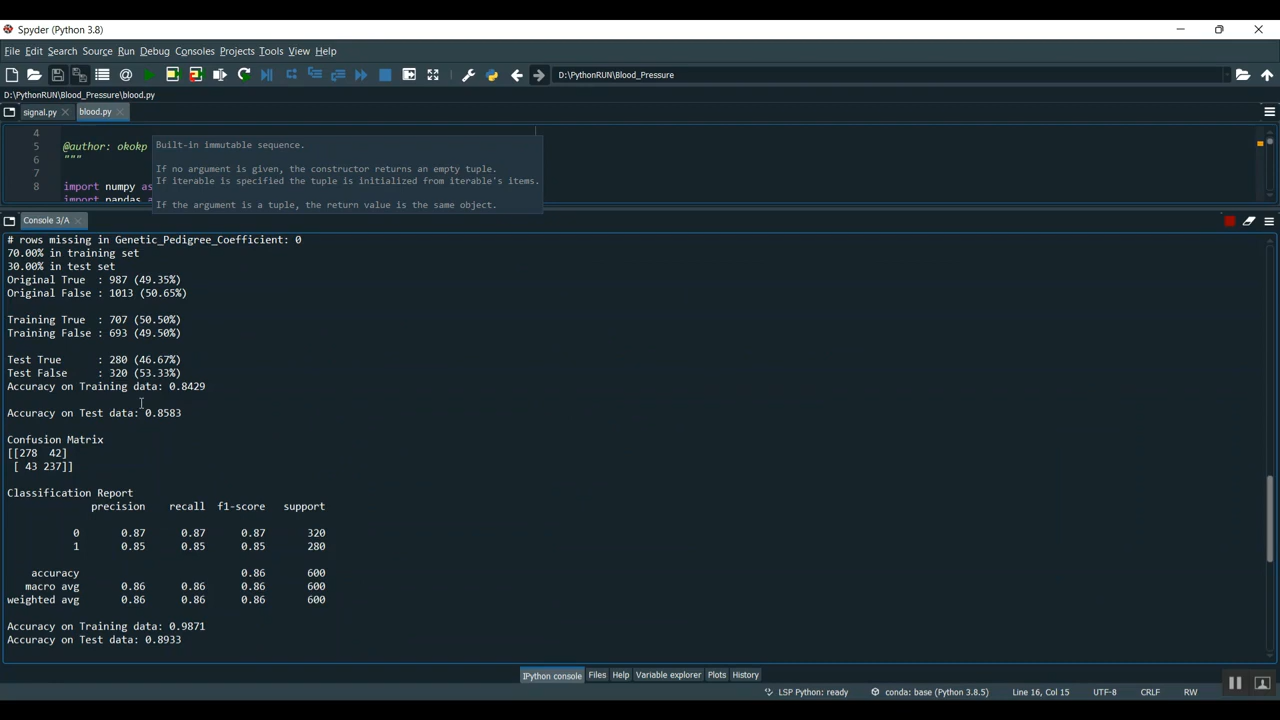 Spyder (Python 3.8)
File Edit Search Source Run Debug Consoles Projects Tools View Help
D:\PythonRUN\Blood_Pressure
D:\PythonRUN\Blood_Pressure\blood.py
signal.py blood.py
4
5 @author: okokp
6 """
7
8 import numpy as
import pandas
Built-in immutable sequence.
If no argument is given, the constructor returns an empty tuple.
If iterable is specified the tuple is initialized from iterable's items.
If the argument is a tuple, the return value is the same object.
Console 3/A
# rows missing in Genetic_Pedigree_Coefficient: 0
70.00% in training set
30.00% in test set
Original True : 987 (49.35%)
Original False : 1013 (50.65%)
Training True : 707 (50.50%)
Training False : 693 (49.50%)
Test True : 280 (46.67%)
Test False : 320 (53.33%)
Accuracy on Training data: 0.8429
Accuracy on Test data: 0.8583
Confusion Matrix
[[278 42]
[ 43 237]]
Classification Report
precision recall f1-score support
0 0.87 0.87 0.87 320
1 0.85 0.85 0.85 280
accuracy 0.86 600
macro avg 0.86 0.86 0.86 600
weighted avg 0.86 0.86 0.86 600
Accuracy on Training data: 0.9871
Accuracy on Test data: 0.8933
IPython console Files Help Variable explorer Plots History
LSP Python: ready conda: base (Python 3.8.5) Line 16, Col 15 UTF-8 CRLF RW